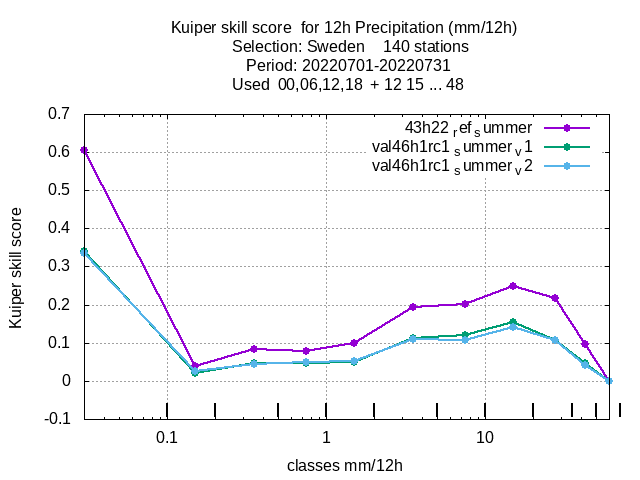 Kuiper skill score  for 12h Precipitation (mm/12h)
Selection: Sweden    140 stations
Period: 20220701-20220731
Used  00,06,12,18  + 12 15 ... 48
43h22 ref summer
val46h1rc1 summer v1
val46h1rc1 summer v2
Kuiper skill score
0.7
0.6
0.5
0.4
0.3
0.2
0.1
0
-0.1
0.1 1 10
classes mm/12h